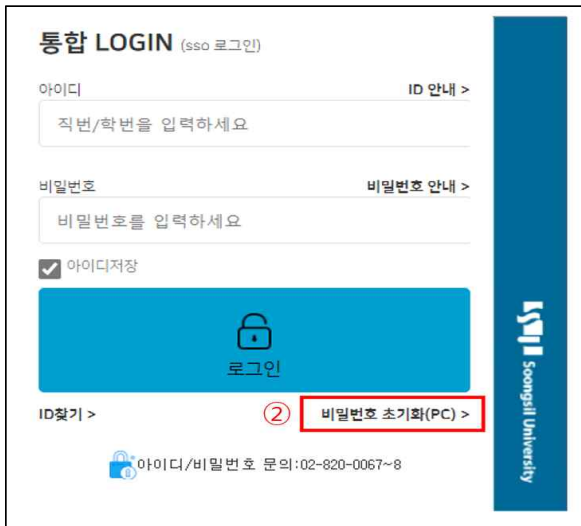 통합 LOGIN (sso 로그인)
아이디 ID 안내 >
직번/학번을 입력하세요
비밀번호 비밀번호 안내 >
비밀번호를 입력하세요
아이디저장
로그인
ID찾기 > ② 비밀번호 초기화(PC) >
아이디/비밀번호 문의:02-820-0067~8
Soongsil University